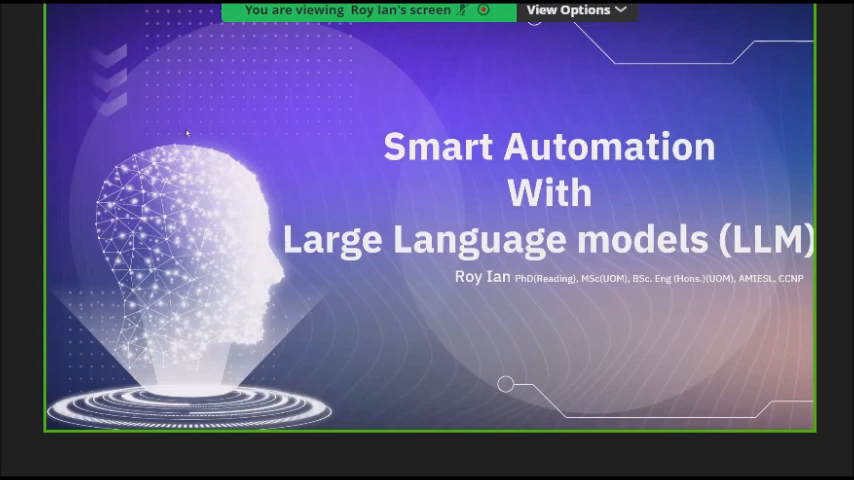 You are viewing Roy Ian's screen View Options
Smart Automation
With
Large Language models (LLM)
Roy Ian PhD(Reading), MSc(UOM), BSc. Eng (Hons.)(UOM), AMIESL, CCNP